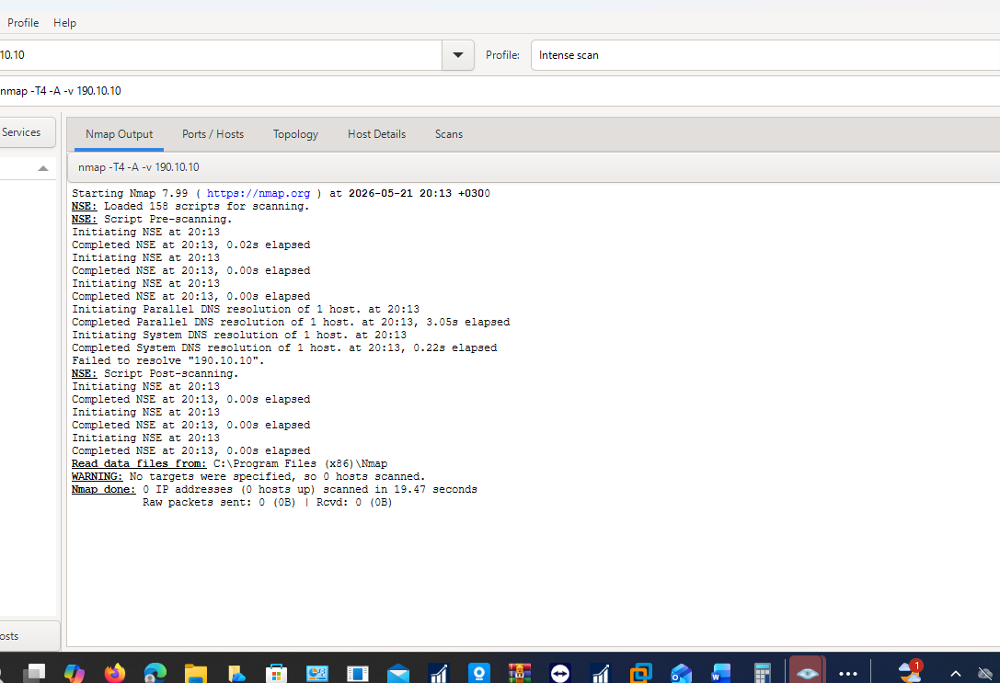 Profile Help
10.10 Profile: Intense scan
nmap -T4 -A -v 190.10.10
Services
Nmap Output Ports / Hosts Topology Host Details Scans
nmap -T4 -A -v 190.10.10
Starting Nmap 7.99 ( https://nmap.org ) at 2026-05-21 20:13 +0300
NSE: Loaded 158 scripts for scanning.
NSE: Script Pre-scanning.
Initiating NSE at 20:13
Completed NSE at 20:13, 0.02s elapsed
Initiating NSE at 20:13
Completed NSE at 20:13, 0.00s elapsed
Initiating NSE at 20:13
Completed NSE at 20:13, 0.00s elapsed
Initiating Parallel DNS resolution of 1 host. at 20:13
Completed Parallel DNS resolution of 1 host. at 20:13, 3.05s elapsed
Initiating System DNS resolution of 1 host. at 20:13
Completed System DNS resolution of 1 host. at 20:13, 0.22s elapsed
Failed to resolve "190.10.10".
NSE: Script Post-scanning.
Initiating NSE at 20:13
Completed NSE at 20:13, 0.00s elapsed
Initiating NSE at 20:13
Completed NSE at 20:13, 0.00s elapsed
Initiating NSE at 20:13
Completed NSE at 20:13, 0.00s elapsed
Read data files from: C:\Program Files (x86)\Nmap
WARNING: No targets were specified, so 0 hosts scanned.
Nmap done: 0 IP addresses (0 hosts up) scanned in 19.47 seconds
Raw packets sent: 0 (0B) | Rcvd: 0 (0B)
osts
1